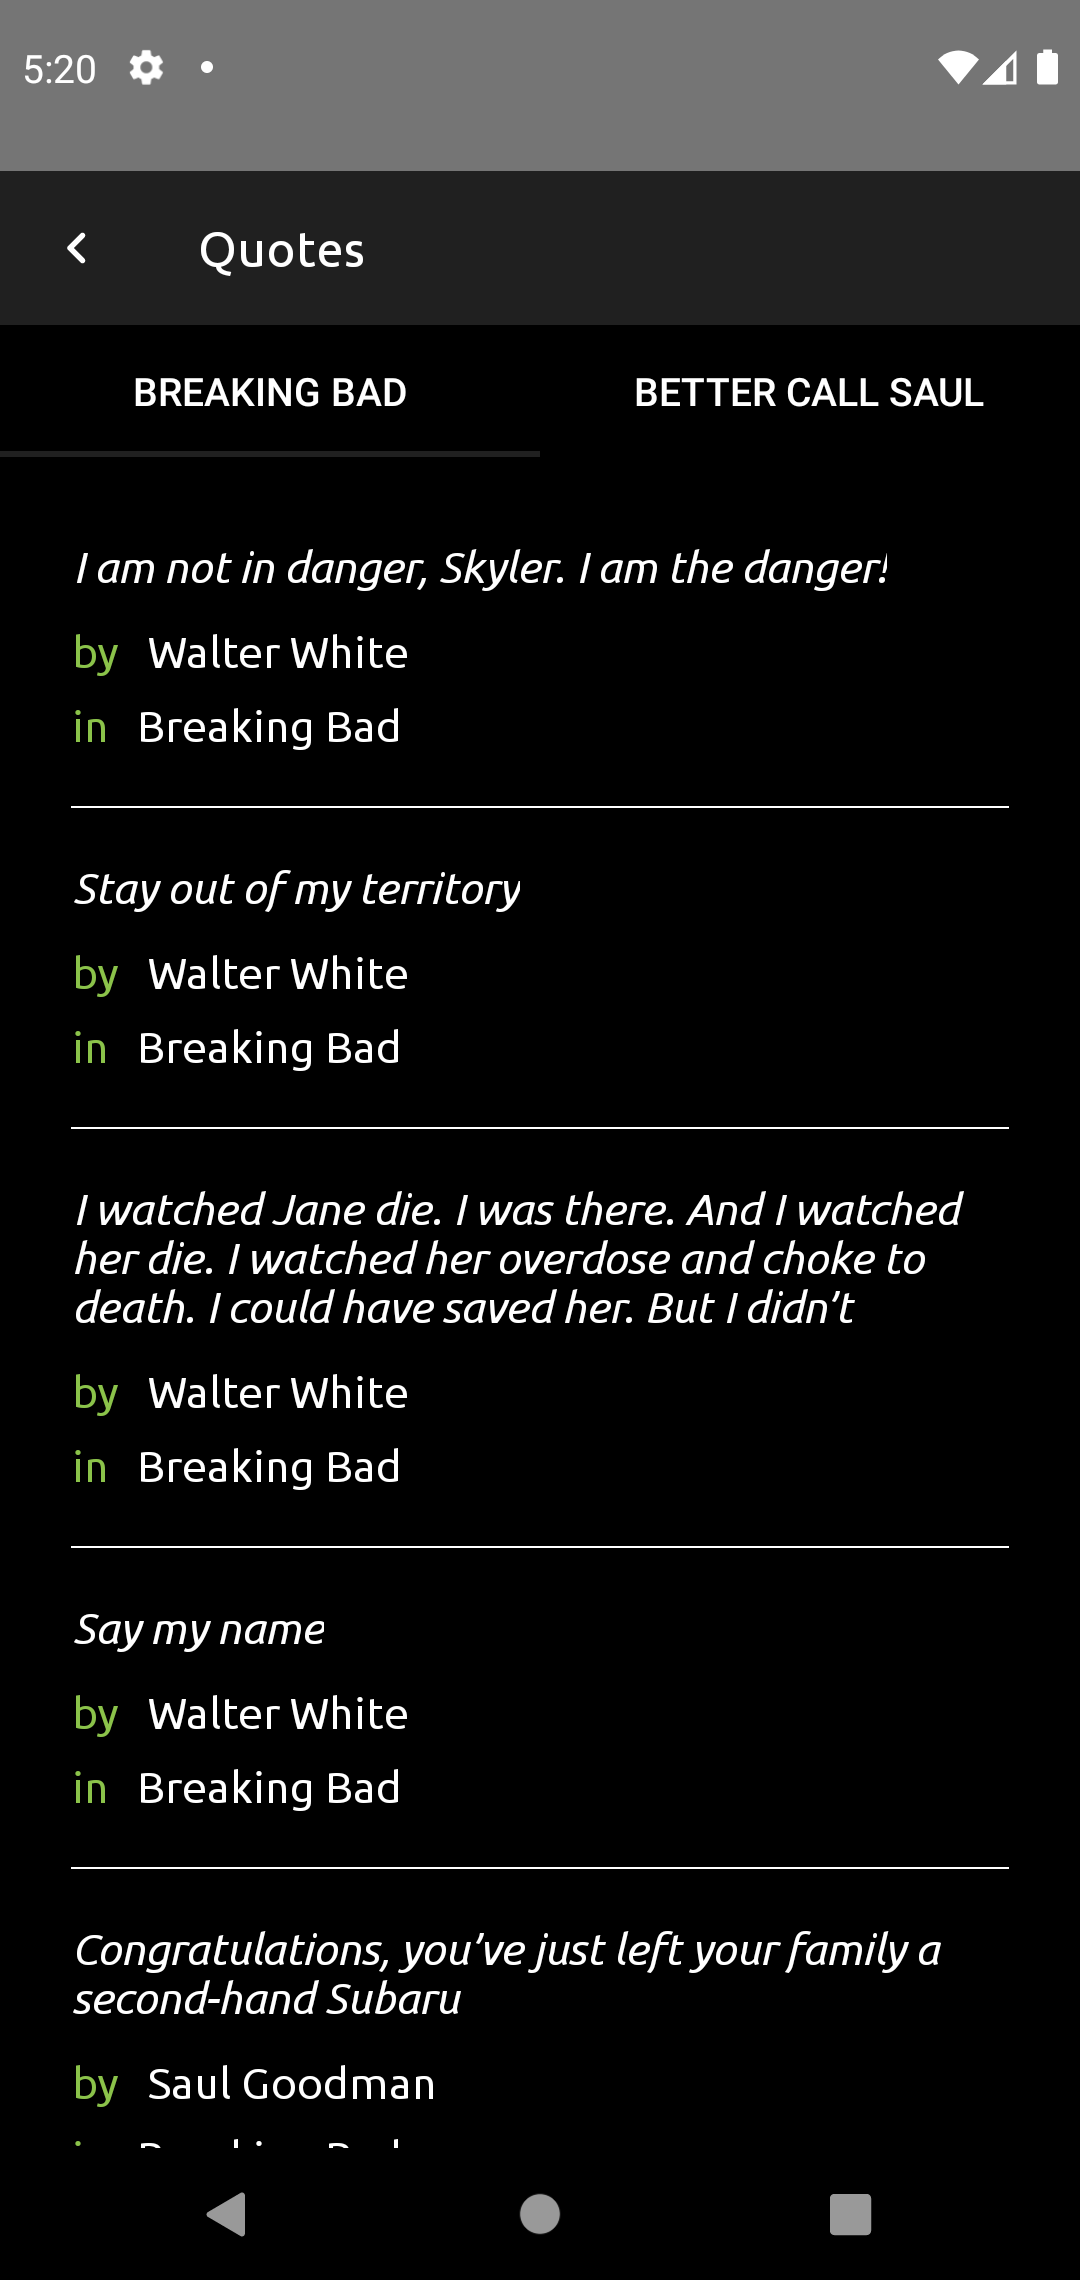 5:20
Quotes
BREAKING BAD
BETTER CALL SAUL
I am not in danger, Skyler. I am the danger!
by Walter White
in Breaking Bad
Stay out of my territory
by Walter White
in Breaking Bad
I watched Jane die. I was there. And I watched
her die. I watched her overdose and choke to
death. I could have saved her. But I didn’t
by Walter White
in Breaking Bad
Say my name
by Walter White
in Breaking Bad
Congratulations, you’ve just left your family a
second-hand Subaru
by Saul Goodman